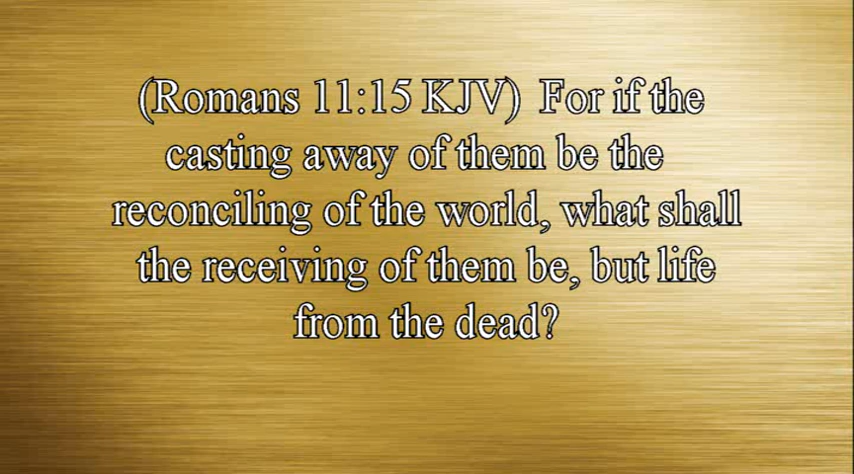 (Romans 11:15 KJV)  For if the
casting away of them be the
reconciling of the world, what shall
the receiving of them be, but life
from the dead?